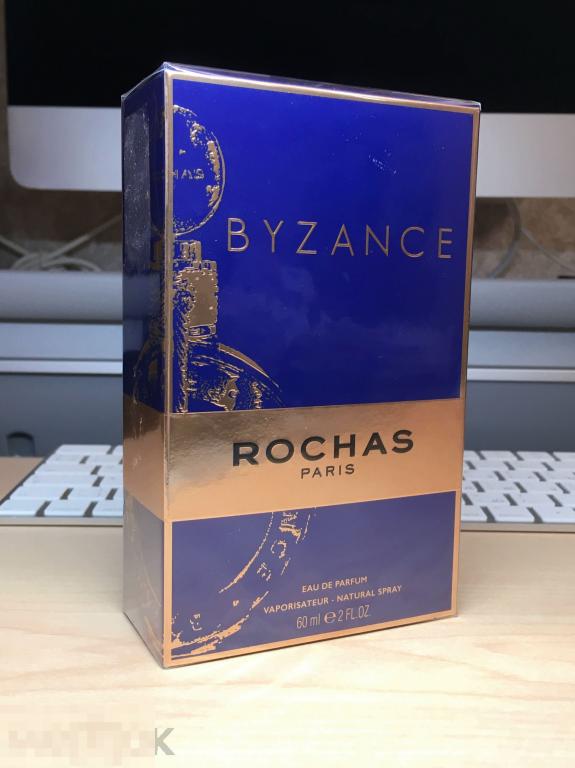 BYZANCE
ROCHAS
PARIS
EAU DE PARFUM
VAPORISATEUR - NATURAL SPRAY
60 ml e 2 FL.OZ.